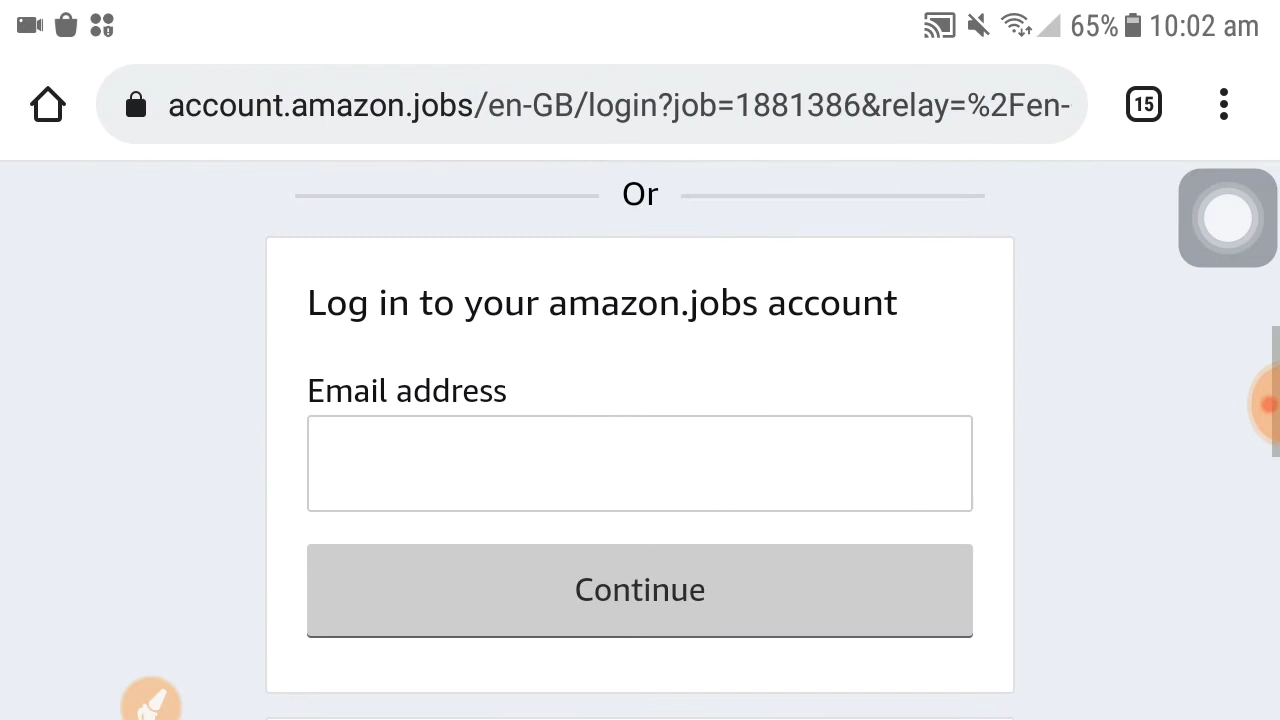 65% 10:02 am
account.amazon.jobs/en-GB/login?job=1881386&relay=%2Fen-
15
Or
Log in to your amazon.jobs account
Email address
Continue